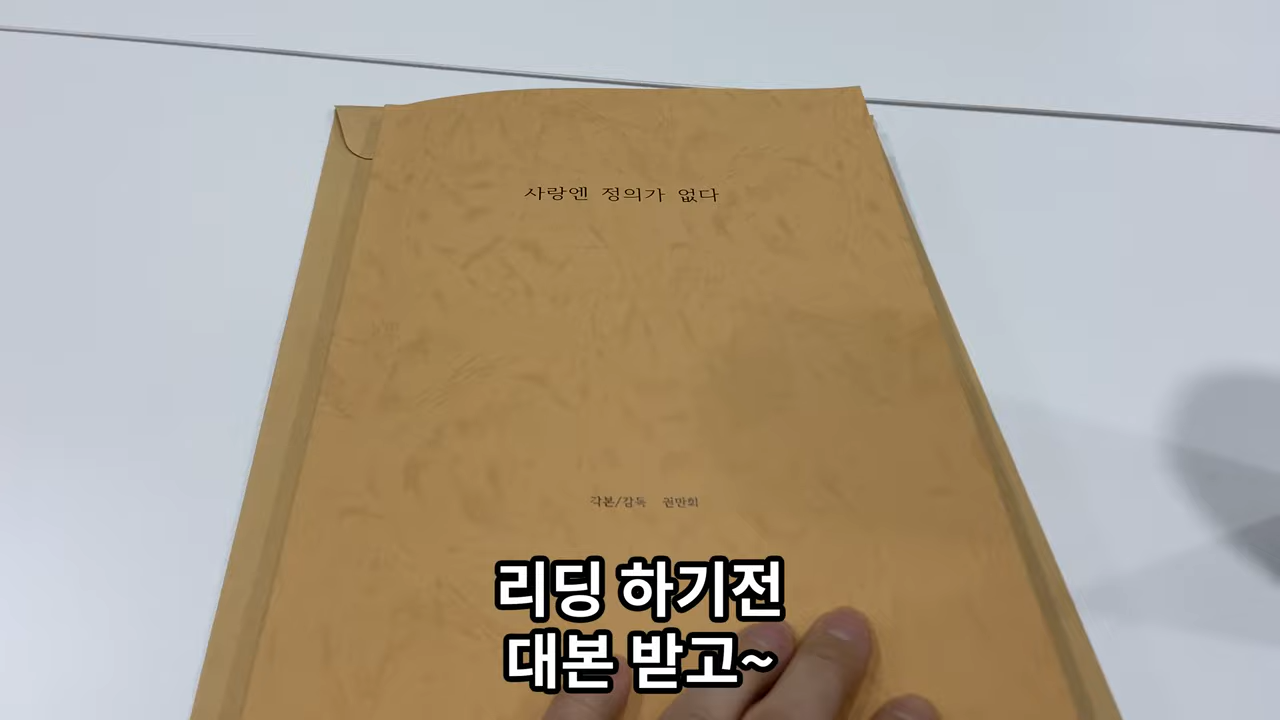 사랑엔 정의가 없다
각본/감독 권만회
리딩 하기전
대본 받고~